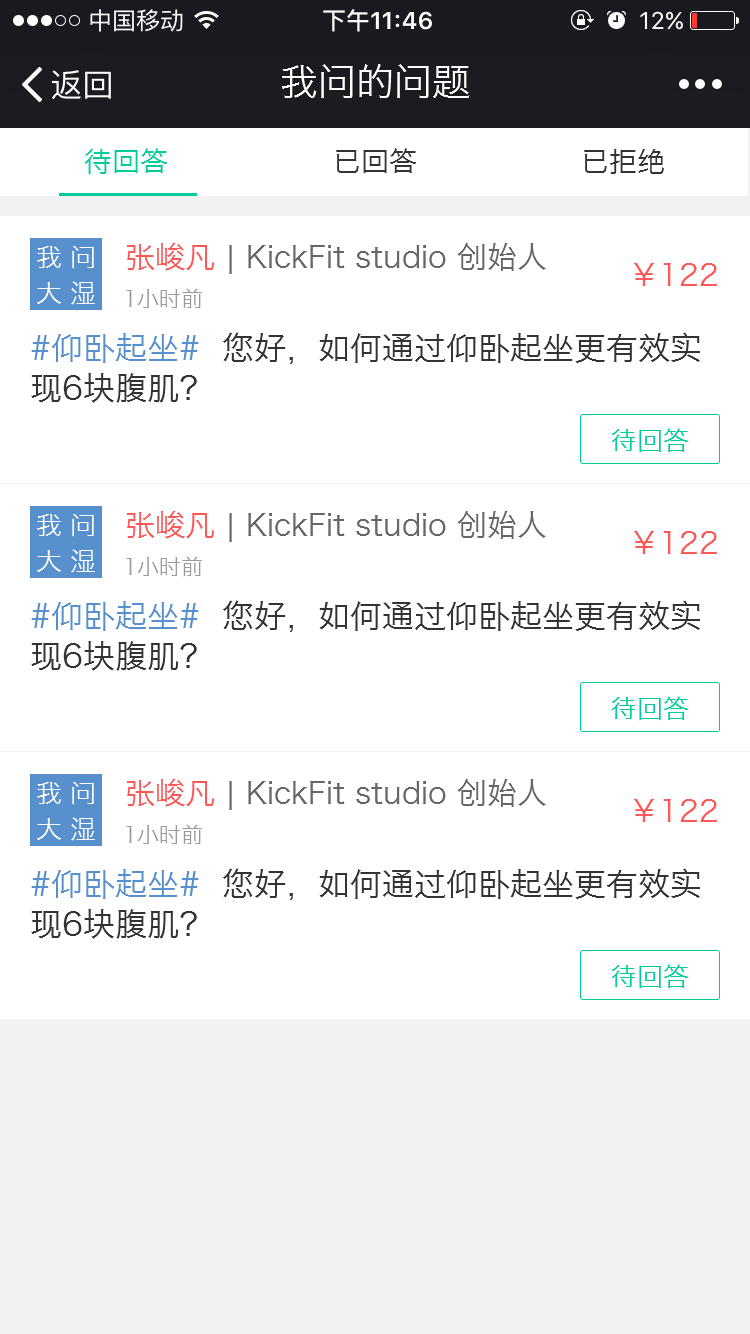 中国移动 下午11:46 12%
返回 我问的问题
待回答 已回答 已拒绝
我问
大湿
张峻凡 | KickFit studio 创始人
¥122
1小时前
#仰卧起坐# 您好，如何通过仰卧起坐更有效实
现6块腹肌?
待回答
我问
大湿
张峻凡 | KickFit studio 创始人
¥122
1小时前
#仰卧起坐# 您好，如何通过仰卧起坐更有效实
现6块腹肌?
待回答
我问
大湿
张峻凡 | KickFit studio 创始人
¥122
1小时前
#仰卧起坐# 您好，如何通过仰卧起坐更有效实
现6块腹肌?
待回答